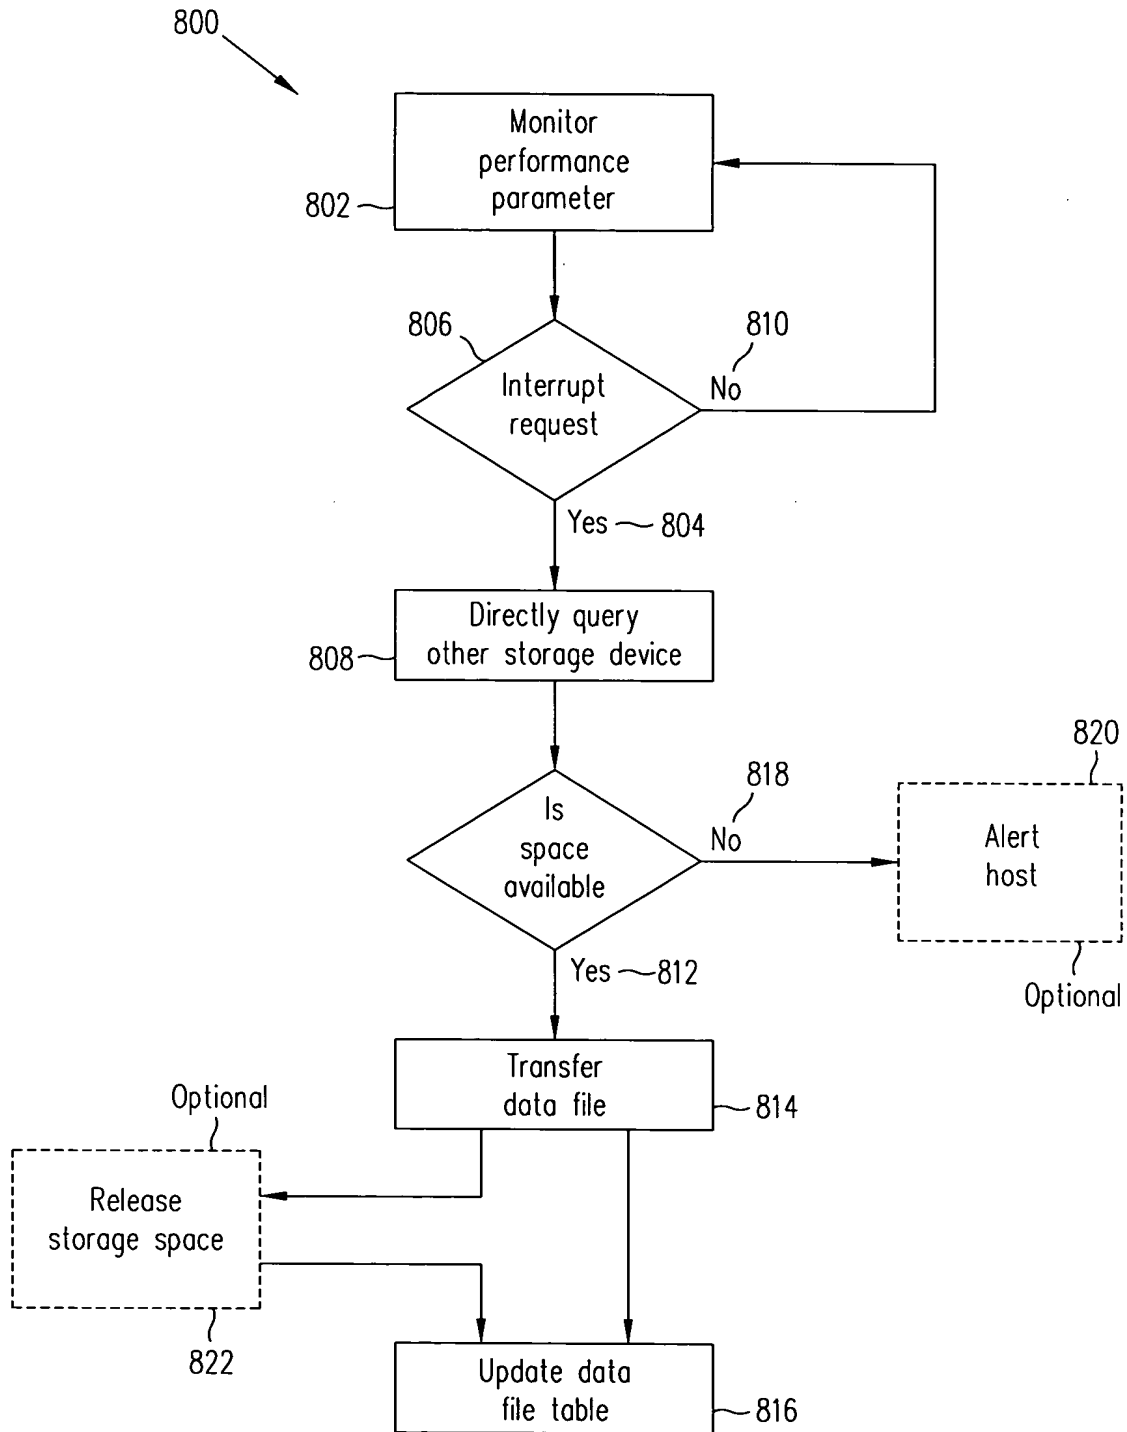 800
Monitor
performance
parameter
802
806
810
Interrupt
request
No
Yes
804
Directly query
other storage device
808
820
818
Is
space
available
No
Alert
host
Yes
812
Optional
Transfer
data file
814
Optional
Release
storage space
822
Update data
file table
816